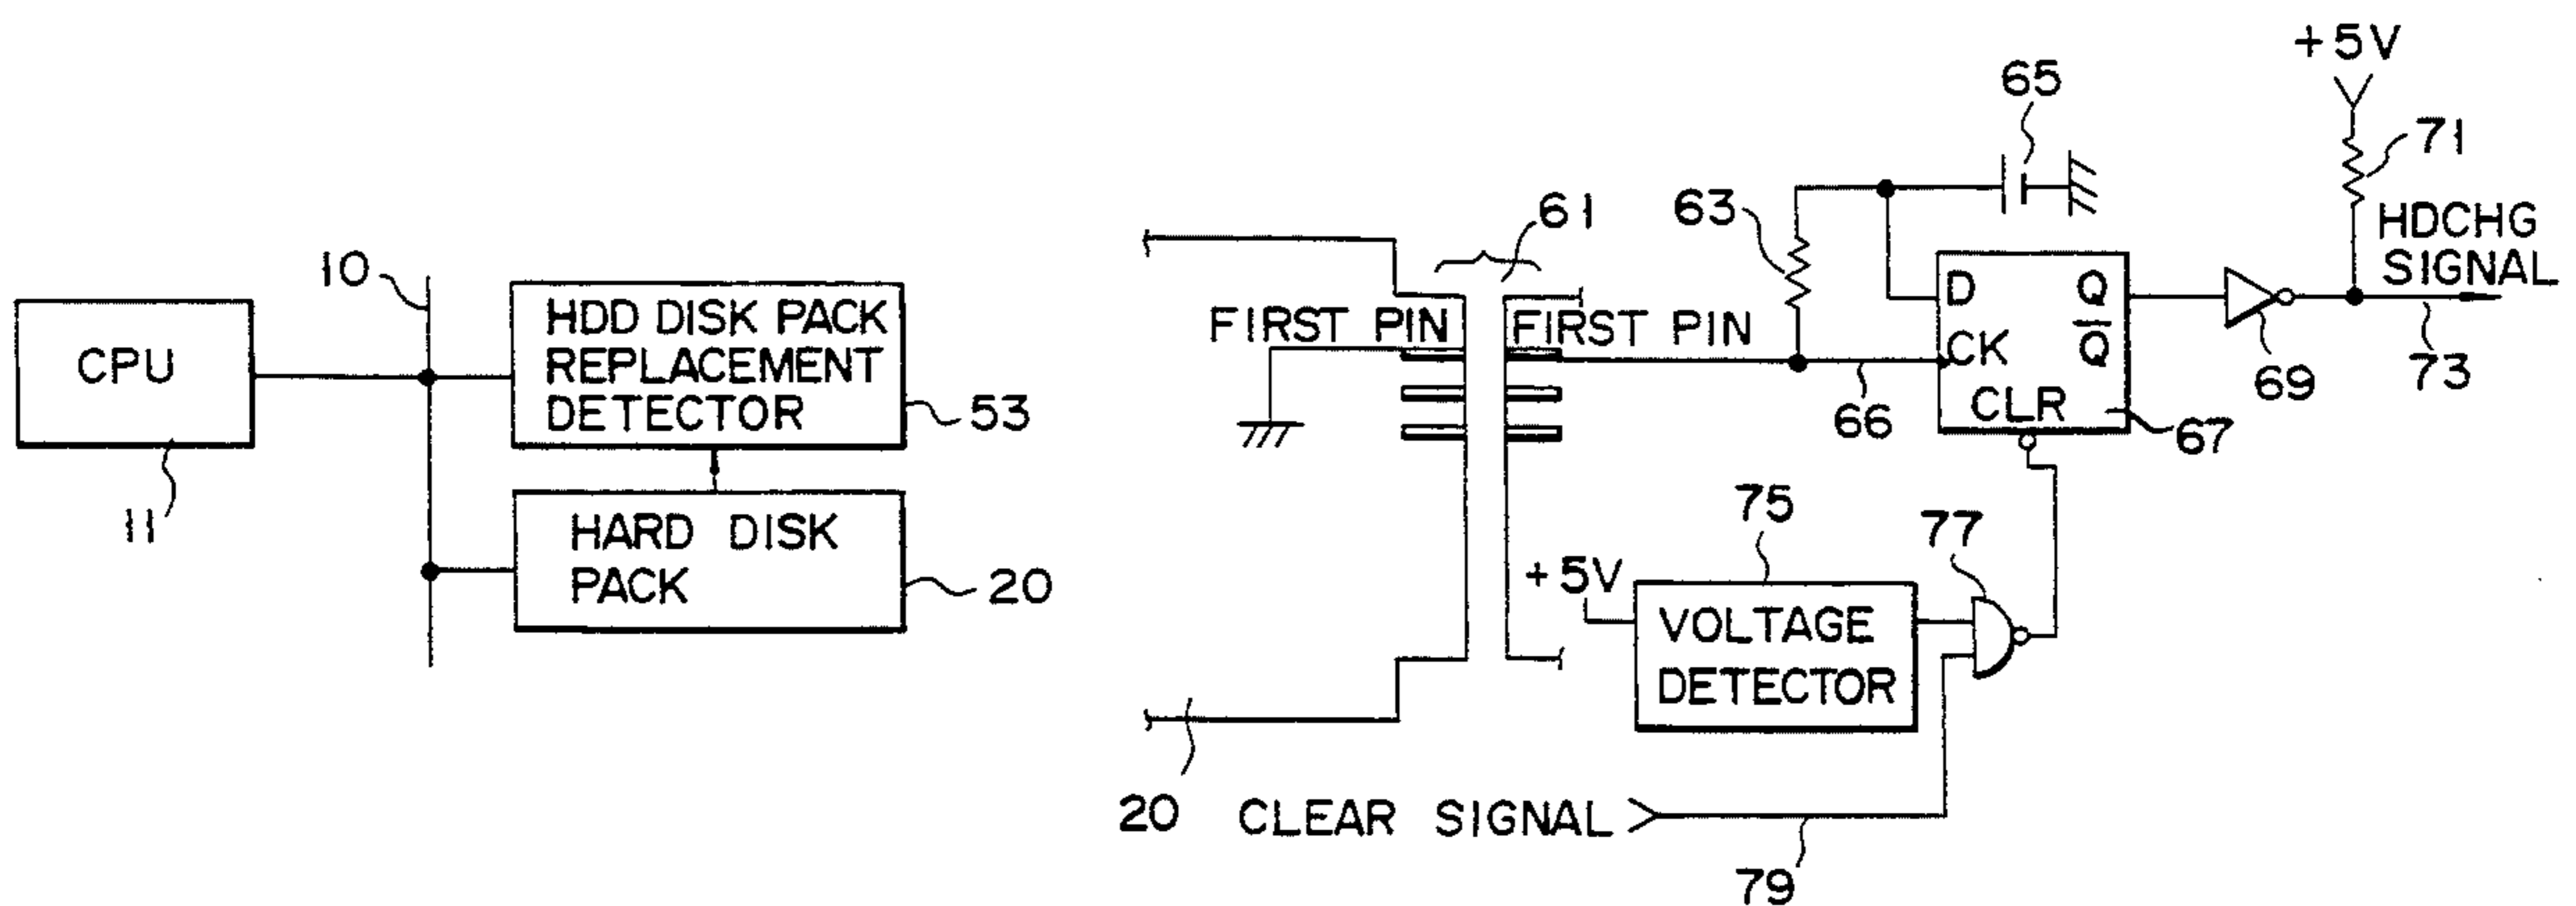 CPU
11
10
HDD DISK PACK
REPLACEMENT
DETECTOR
53
HARD DISK
PACK
20
61
FIRST PIN
FIRST PIN
63
65
66
D
CK
Q
Q̅
CLR
67
69
+5V
71
HDCHG
SIGNAL
73
+5V
75
VOLTAGE
DETECTOR
77
20
CLEAR SIGNAL
79